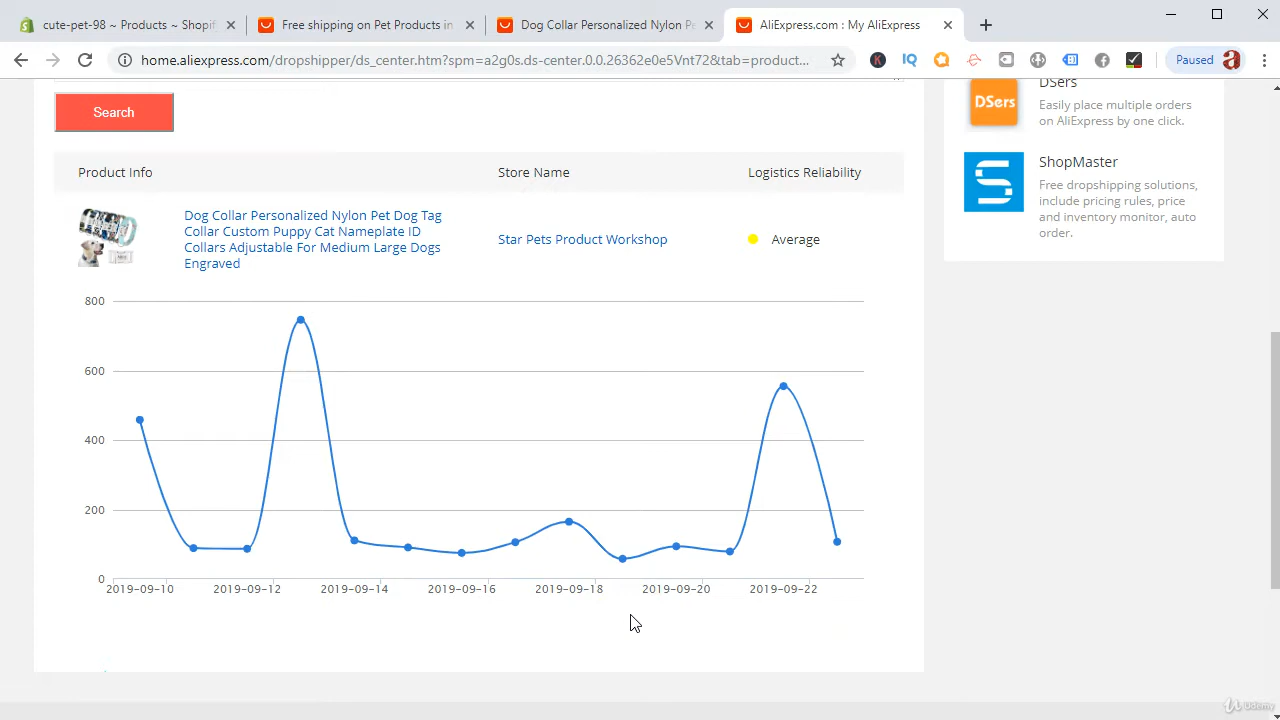 cute-pet-98 ~ Products ~ Shopif
Free shipping on Pet Products in
Dog Collar Personalized Nylon Pe
AliExpress.com : My AliExpress
home.aliexpress.com/dropshipper/ds_center.htm?spm=a2g0s.ds-center.0.0.26362e0e5Vnt72&tab=product...
Paused
Search
DSers
DSers
Easily place multiple orders
on AliExpress by one click.
ShopMaster
Free dropshipping solutions,
include pricing rules, price
and inventory monitor, auto
order.
Product Info
Store Name
Logistics Reliability
Dog Collar Personalized Nylon Pet Dog Tag
Collar Custom Puppy Cat Nameplate ID
Collars Adjustable For Medium Large Dogs
Engraved
Star Pets Product Workshop
Average
800
600
400
200
0
2019-09-10
2019-09-12
2019-09-14
2019-09-16
2019-09-18
2019-09-20
2019-09-22
Udemy